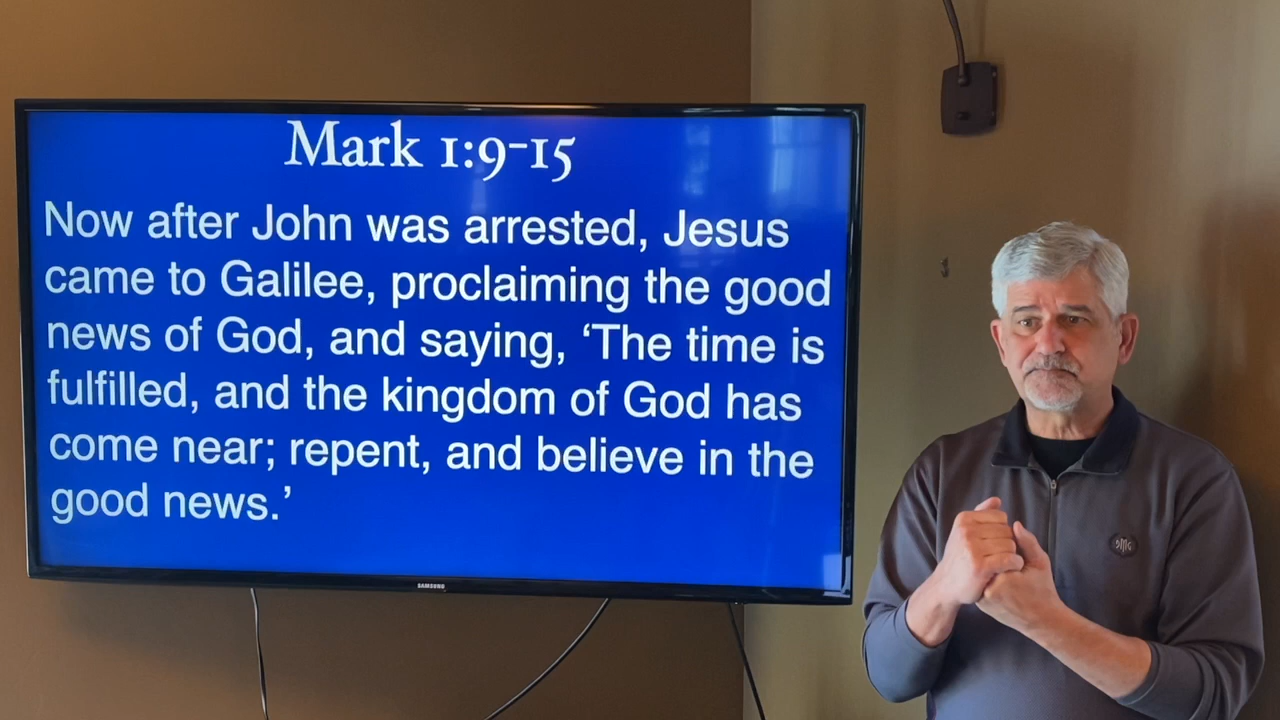 Mark 1:9-15
Now after John was arrested, Jesus
came to Galilee, proclaiming the good
news of God, and saying, ‘The time is
fulfilled, and the kingdom of God has
come near; repent, and believe in the
good news.’
SAMSUNG